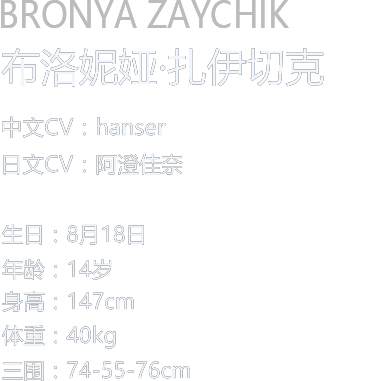 BRONYA ZAYCHIK
布洛妮娅·扎伊切克
中文CV：hanser
日文CV：阿澄佳奈
生日：8月18日
年龄：14岁
身高：147cm
体重：40kg
三围：74-55-76cm